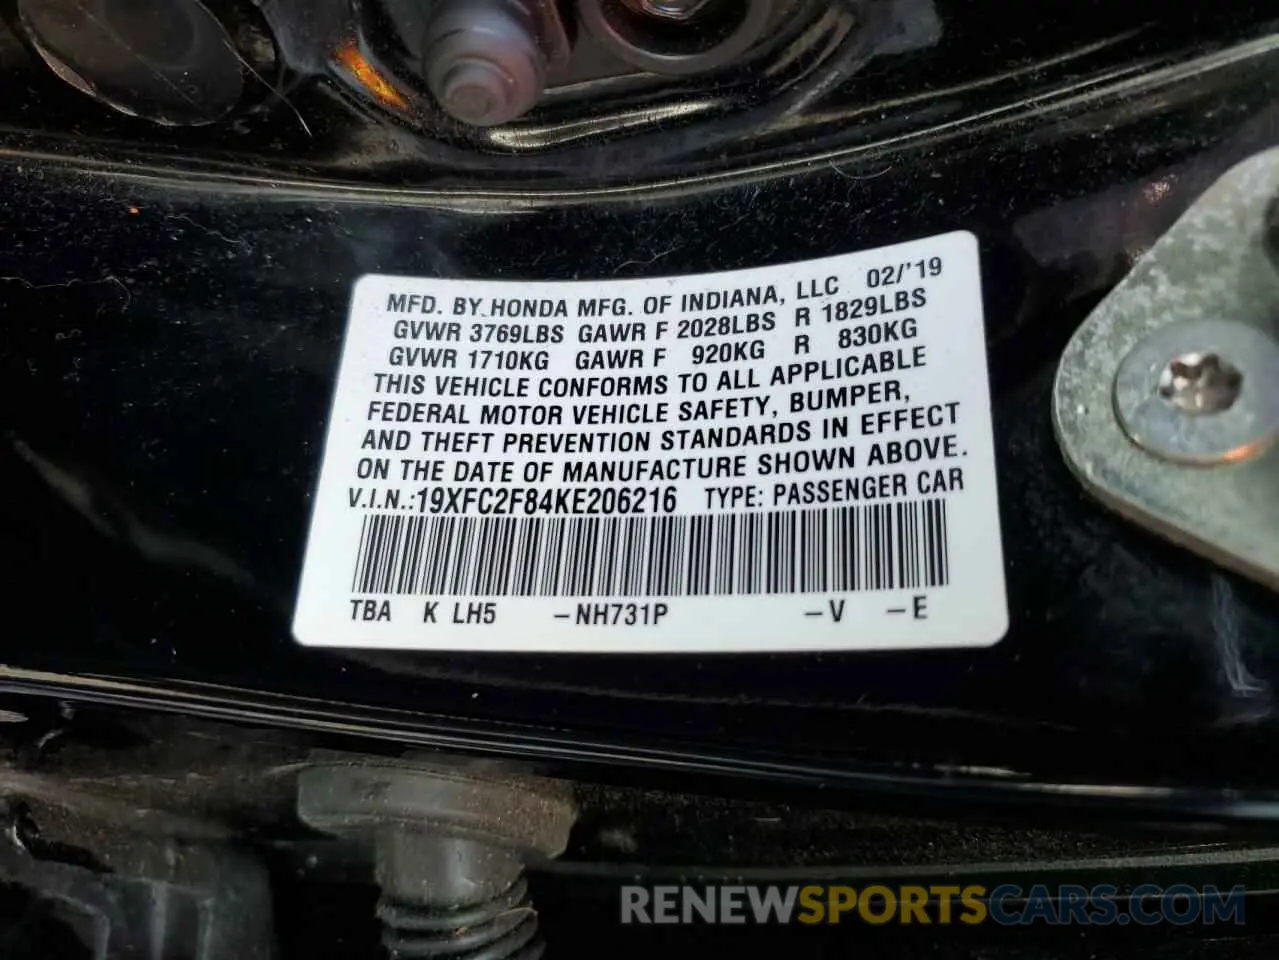 MFD. BY HONDA MFG. OF INDIANA, LLC 02/'19
GVWR 3769LBS GAWR F 2028LBS R 1829LBS
GVWR 1710KG GAWR F 920KG R 830KG
THIS VEHICLE CONFORMS TO ALL APPLICABLE
FEDERAL MOTOR VEHICLE SAFETY, BUMPER,
AND THEFT PREVENTION STANDARDS IN EFFECT
ON THE DATE OF MANUFACTURE SHOWN ABOVE.
V.I.N.:19XFC2F84KE206216 TYPE: PASSENGER CAR
TBA K LH5 –NH731P –V –E
RENEWSPORTSCARS.COM